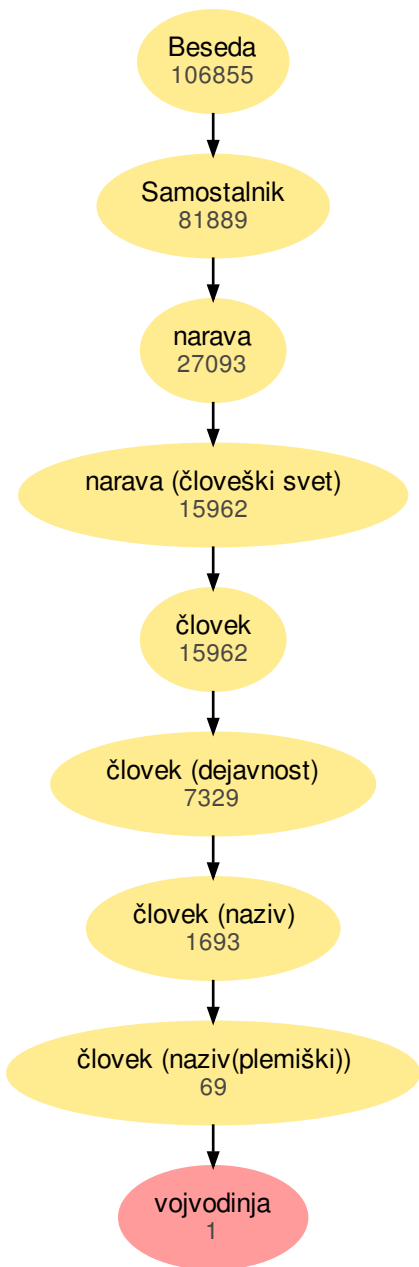 Beseda
106855
Samostalnik
81889
narava
27093
narava (človeški svet)
15962
človek
15962
človek (dejavnost)
7329
človek (naziv)
1693
človek (naziv(plemiški))
69
vojvodinja
1